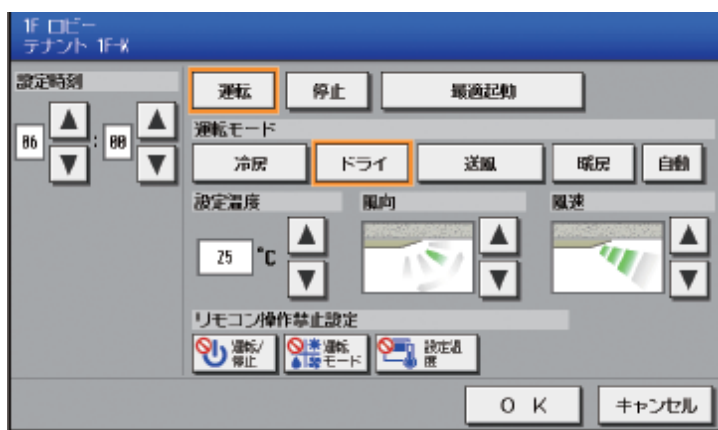 1F ロビー
テナント 1F-K
設定時刻
06 : 00
運転 停止 最適起動
運転モード
冷房 ドライ 送風 暖房 自動
設定温度 風向 風速
25 °C
リモコン操作禁止設定
運転/停止 運転モード 設定温度
OK キャンセル